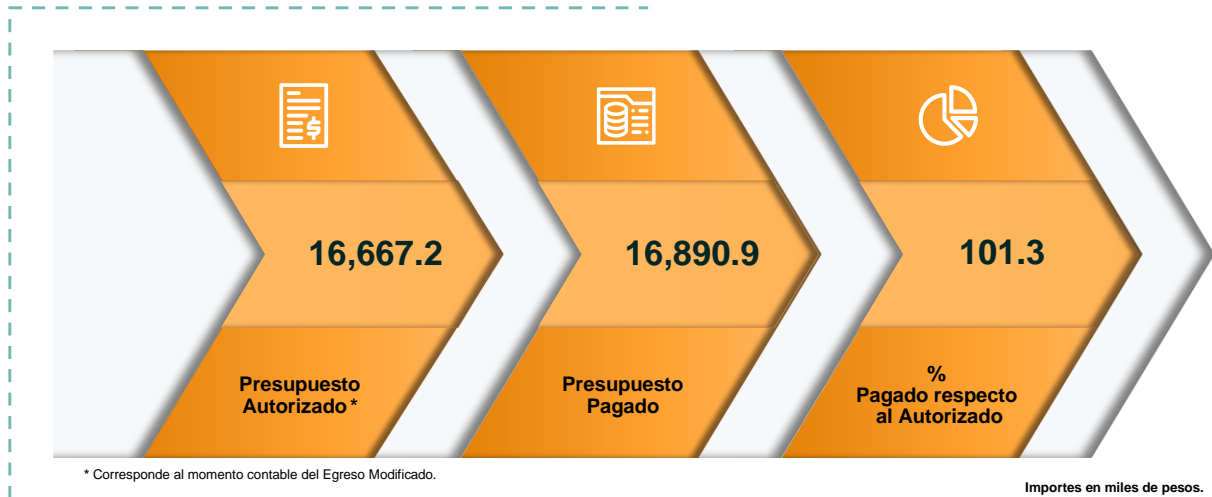 16,667.2
16,890.9
101.3
Presupuesto
Autorizado *
Presupuesto
Pagado
%
Pagado respecto
al Autorizado
* Corresponde al momento contable del Egreso Modificado.
Importes en miles de pesos.